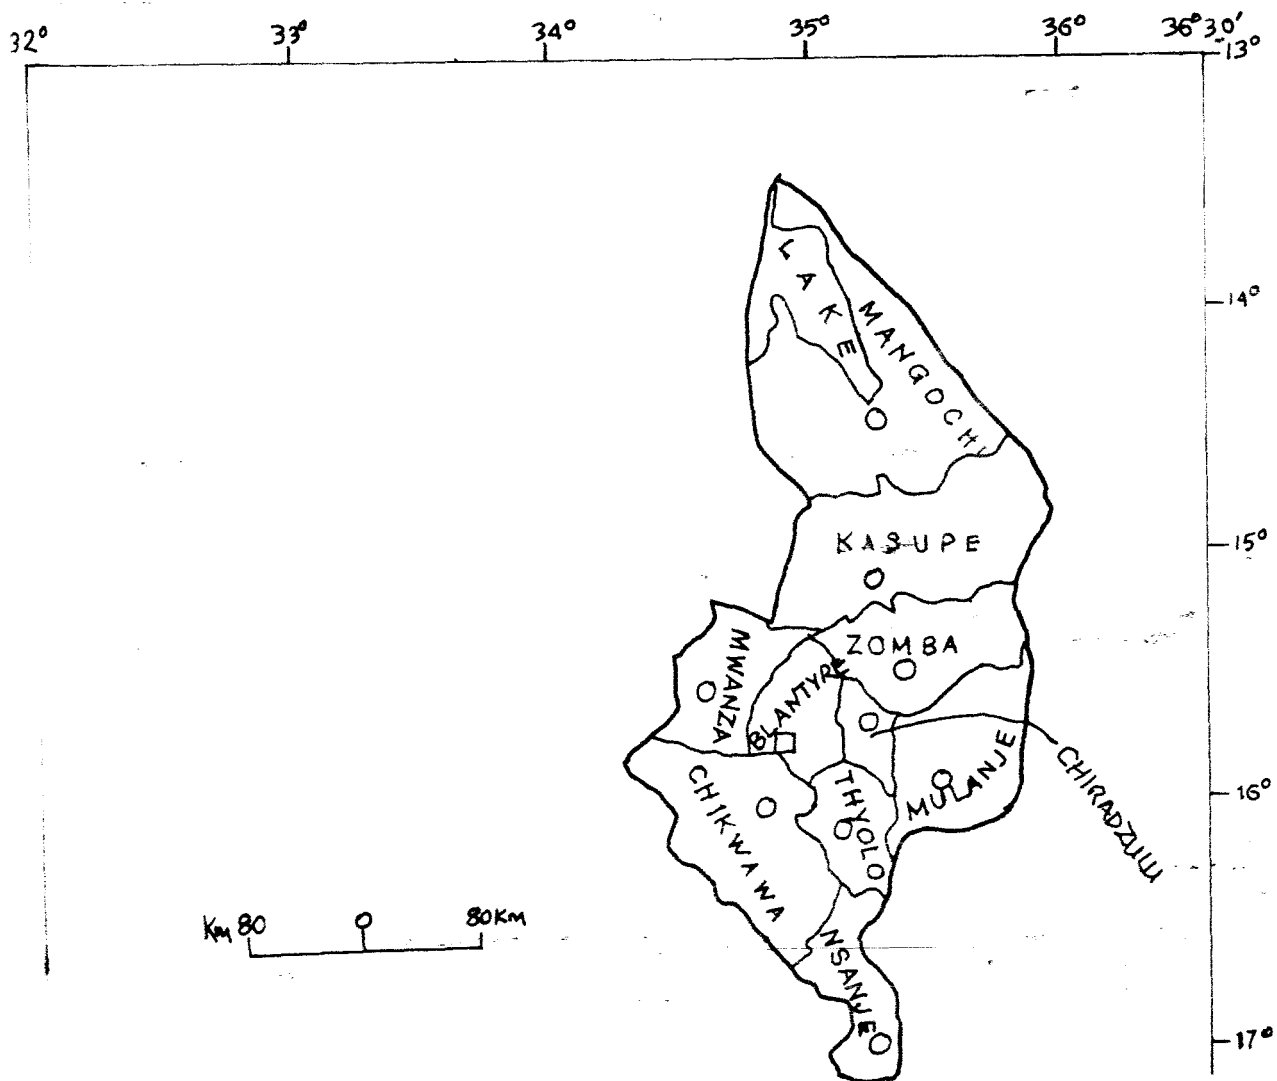 32° 33° 34° 35° 36° 36°30'
13°
LAKE
MANGOCHI
14°
KASUPE
15°
ZOMBA
MWANZA
BLANTYRE
CHIRADZULU
MULANJE
THYOLO
CHIKWAWA
16°
Km 80 0 80Km
NSANJE
17°